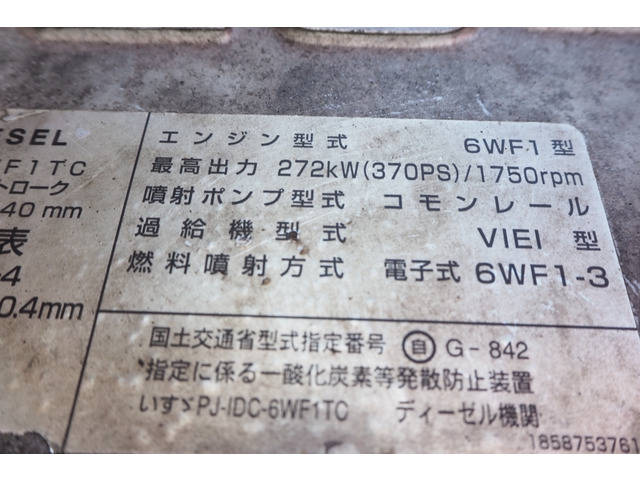 ESEL
F1TC
トローク
40 mm
表
-4
0.4mm
エンジン型式 6WF1 型
最高出力 272kW(370PS)/1750rpm
噴射ポンプ型式 コモンレール
過給機型式 VIEI 型
燃料噴射方式 電子式 6WF1-3
国土交通省型式指定番号 自 G-842
指定に係る一酸化炭素等発散防止装置
いすゞPJ-IDC-6WF1TC ディーゼル機関
1858753761